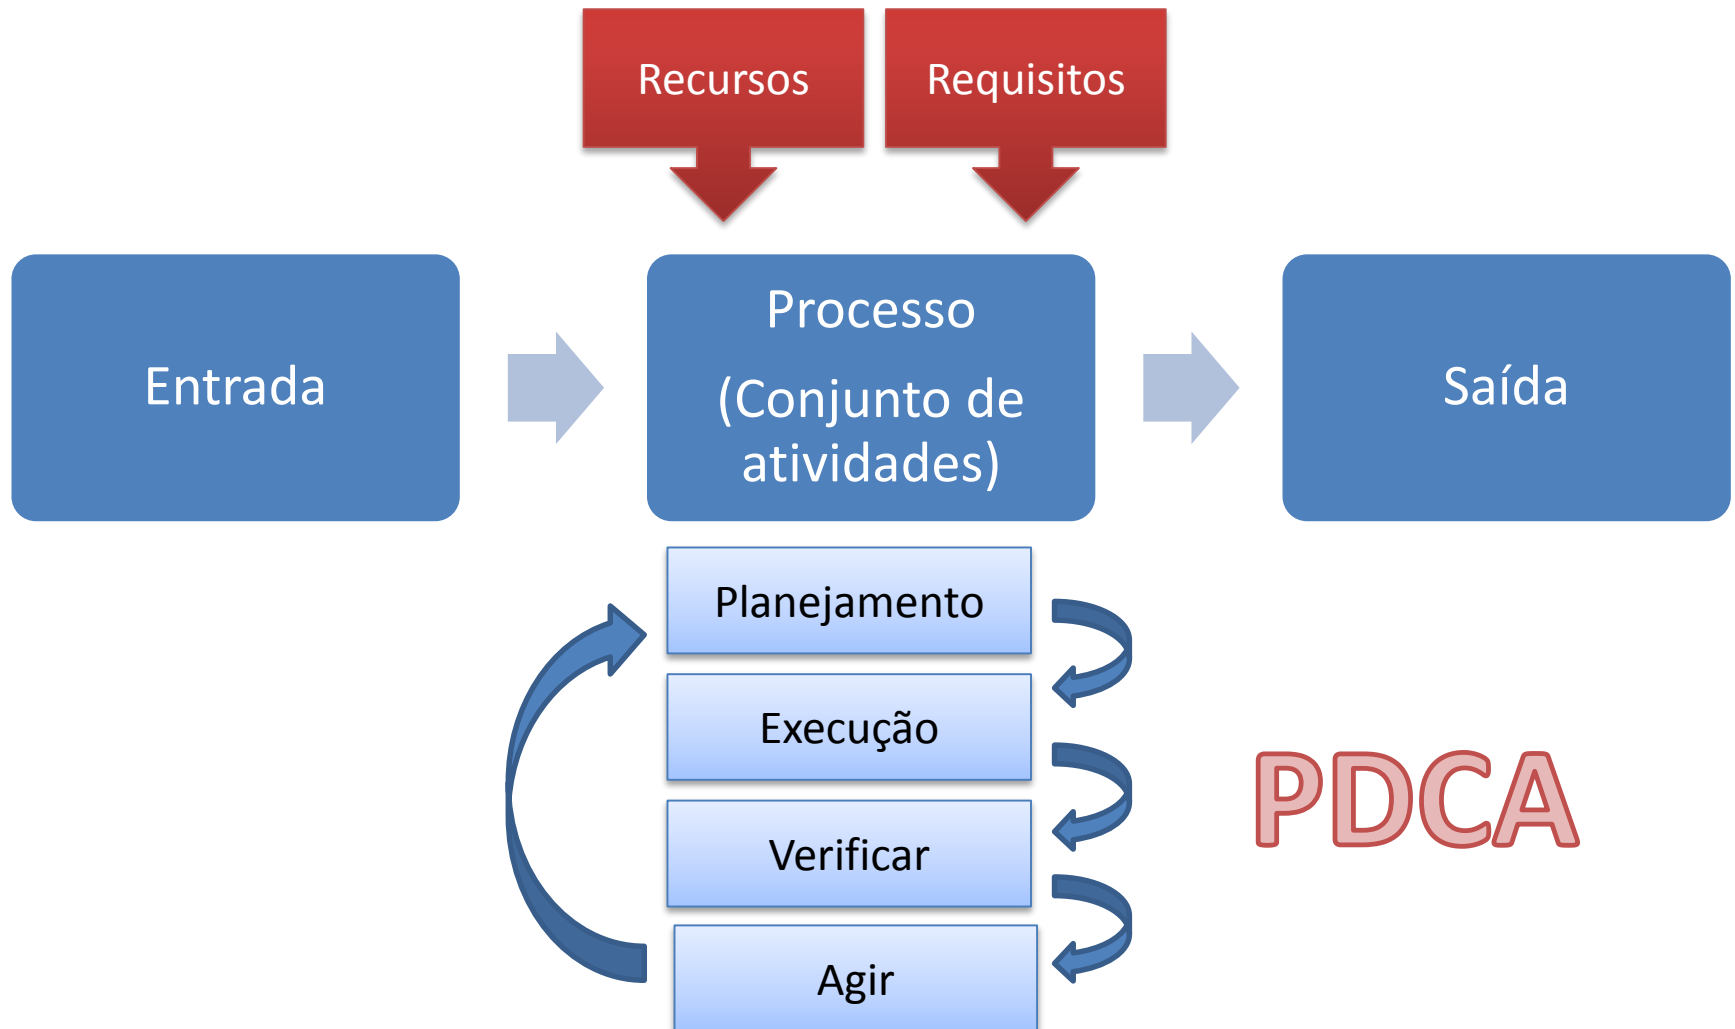 Recursos
Requisitos
Entrada
Processo
(Conjunto de
atividades)
Saída
Planejamento
Execução
Verificar
Agir
PDCA